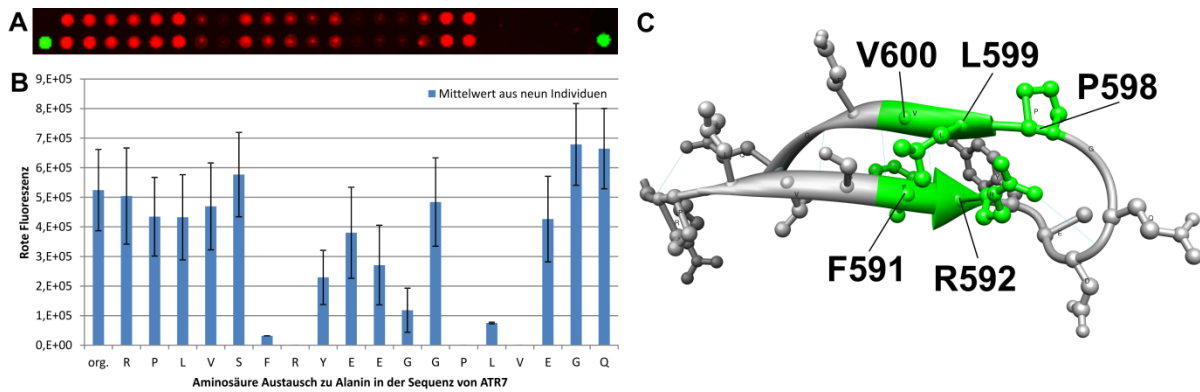 A
B
9,E+05
8,E+05
7,E+05
6,E+05
5,E+05
4,E+05
3,E+05
2,E+05
1,E+05
0,E+00
Rote Fluoreszenz
Mittelwert aus neun Individuen
org. R P L V S F R Y E E G G P L V E G Q
Aminosäure Austausch zu Alanin in der Sequenz von ATR7
C
V600 L599
P598
F591 R592